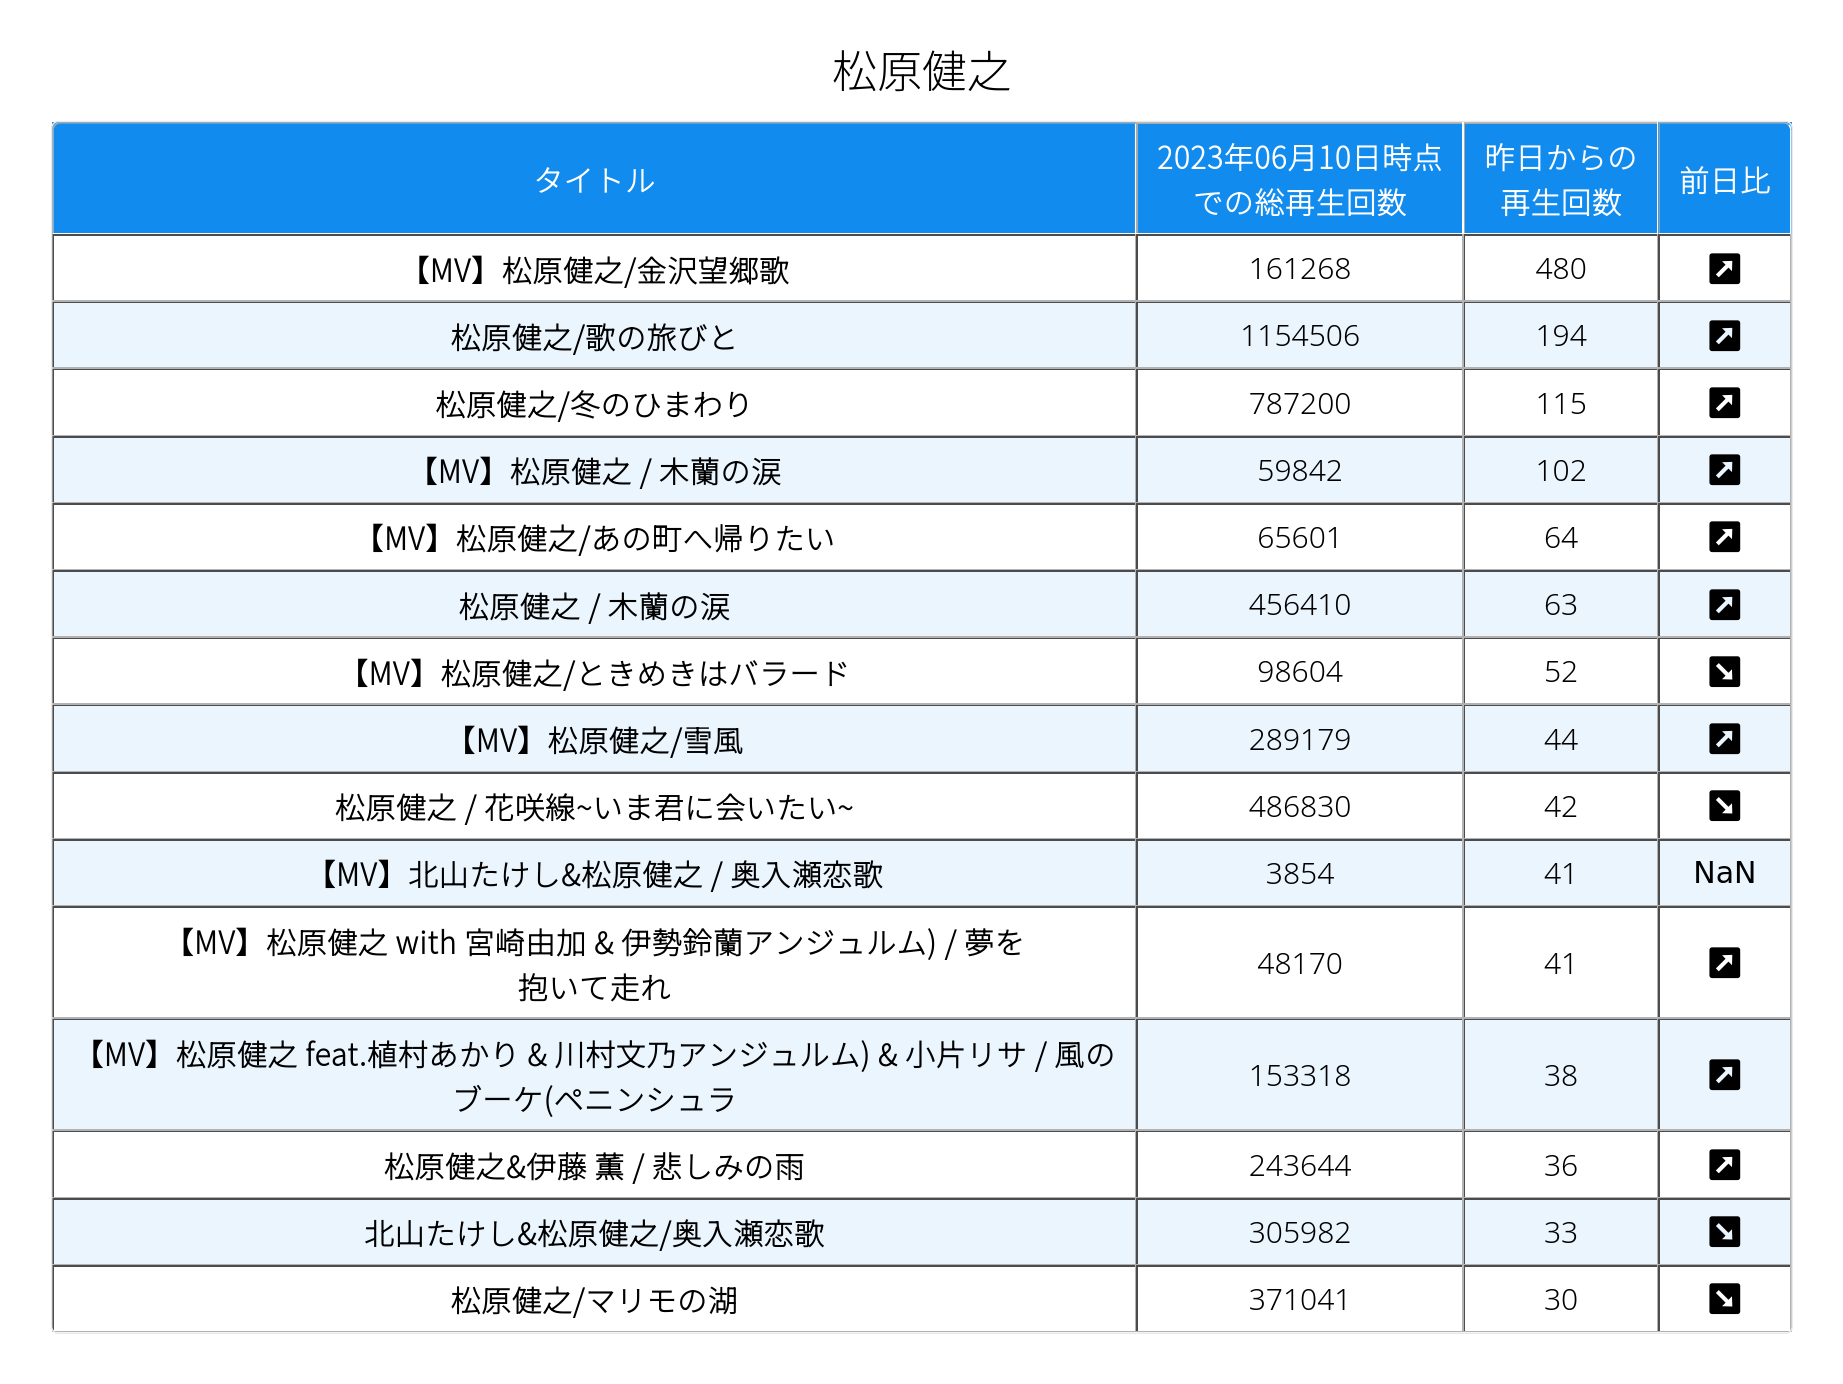 松原健之
タイトル
2023年06月10日時点
での総再生回数
昨日からの
再生回数
前日比
【MV】松原健之/金沢望郷歌 161268 480
松原健之/歌の旅びと 1154506 194
松原健之/冬のひまわり 787200 115
【MV】松原健之 / 木蘭の涙 59842 102
【MV】松原健之/あの町へ帰りたい 65601 64
松原健之 / 木蘭の涙 456410 63
【MV】松原健之/ときめきはバラード 98604 52
【MV】松原健之/雪風 289179 44
松原健之 / 花咲線~いま君に会いたい~ 486830 42
【MV】北山たけし&松原健之 / 奥入瀬恋歌 3854 41 NaN
【MV】松原健之 with 宮崎由加 & 伊勢鈴蘭アンジュルム) / 夢を
抱いて走れ 48170 41
【MV】松原健之 feat.植村あかり & 川村文乃アンジュルム) & 小片リサ / 風の
ブーケ(ペニンシュラ 153318 38
松原健之&伊藤 薫 / 悲しみの雨 243644 36
北山たけし&松原健之/奥入瀬恋歌 305982 33
松原健之/マリモの湖 371041 30